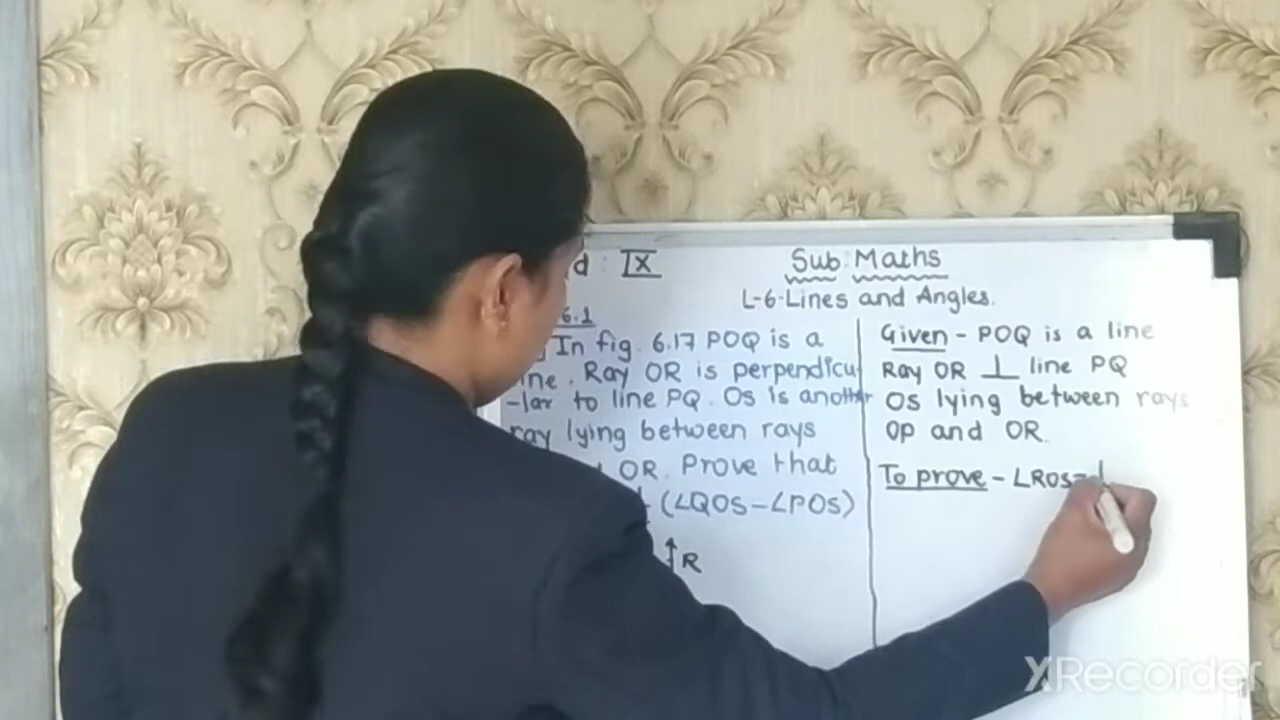 d : IX
Sub: Maths
L-6-Lines and Angles.
6.1
In fig. 6.17 POQ is a
ine. Ray OR is perpendicu
-lar to line PQ. Os is another
ray lying between rays
OR. Prove that
(∠QOS-∠POS)
R
Given - POQ is a line
Ray OR ⊥ line PQ
OS lying between rays
OP and OR.
To prove - ∠ROS=
XRecorder